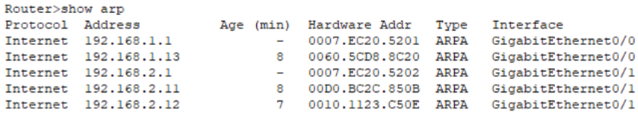 Router>show arp
Protocol  Address          Age (min)  Hardware Addr   Type   Interface
Internet  192.168.1.1             -   0007.EC20.5201  ARPA   GigabitEthernet0/0
Internet  192.168.1.13            8   0060.5CD8.8C20  ARPA   GigabitEthernet0/0
Internet  192.168.2.1             -   0007.EC20.5202  ARPA   GigabitEthernet0/1
Internet  192.168.2.11            8   00D0.BC2C.850B  ARPA   GigabitEthernet0/1
Internet  192.168.2.12            7   0010.1123.C50E  ARPA   GigabitEthernet0/1